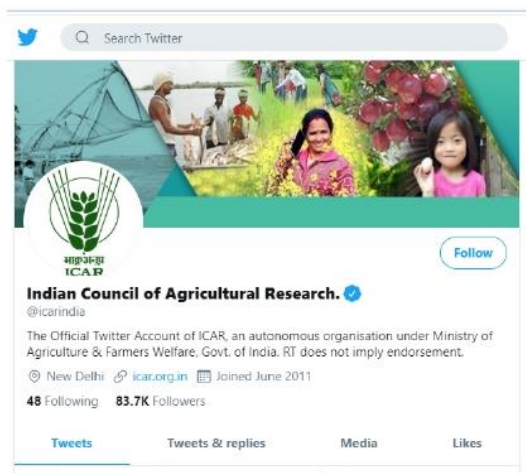 Search Twitter
भाकृअनुप
ICAR
Follow
Indian Council of Agricultural Research.
@icarindia
The Official Twitter Account of ICAR, an autonomous organisation under Ministry of
Agriculture & Farmers Welfare, Govt. of India. RT does not imply endorsement.
New Delhi icar.org.in Joined June 2011
48 Following 83.7K Followers
Tweets Tweets & replies Media Likes